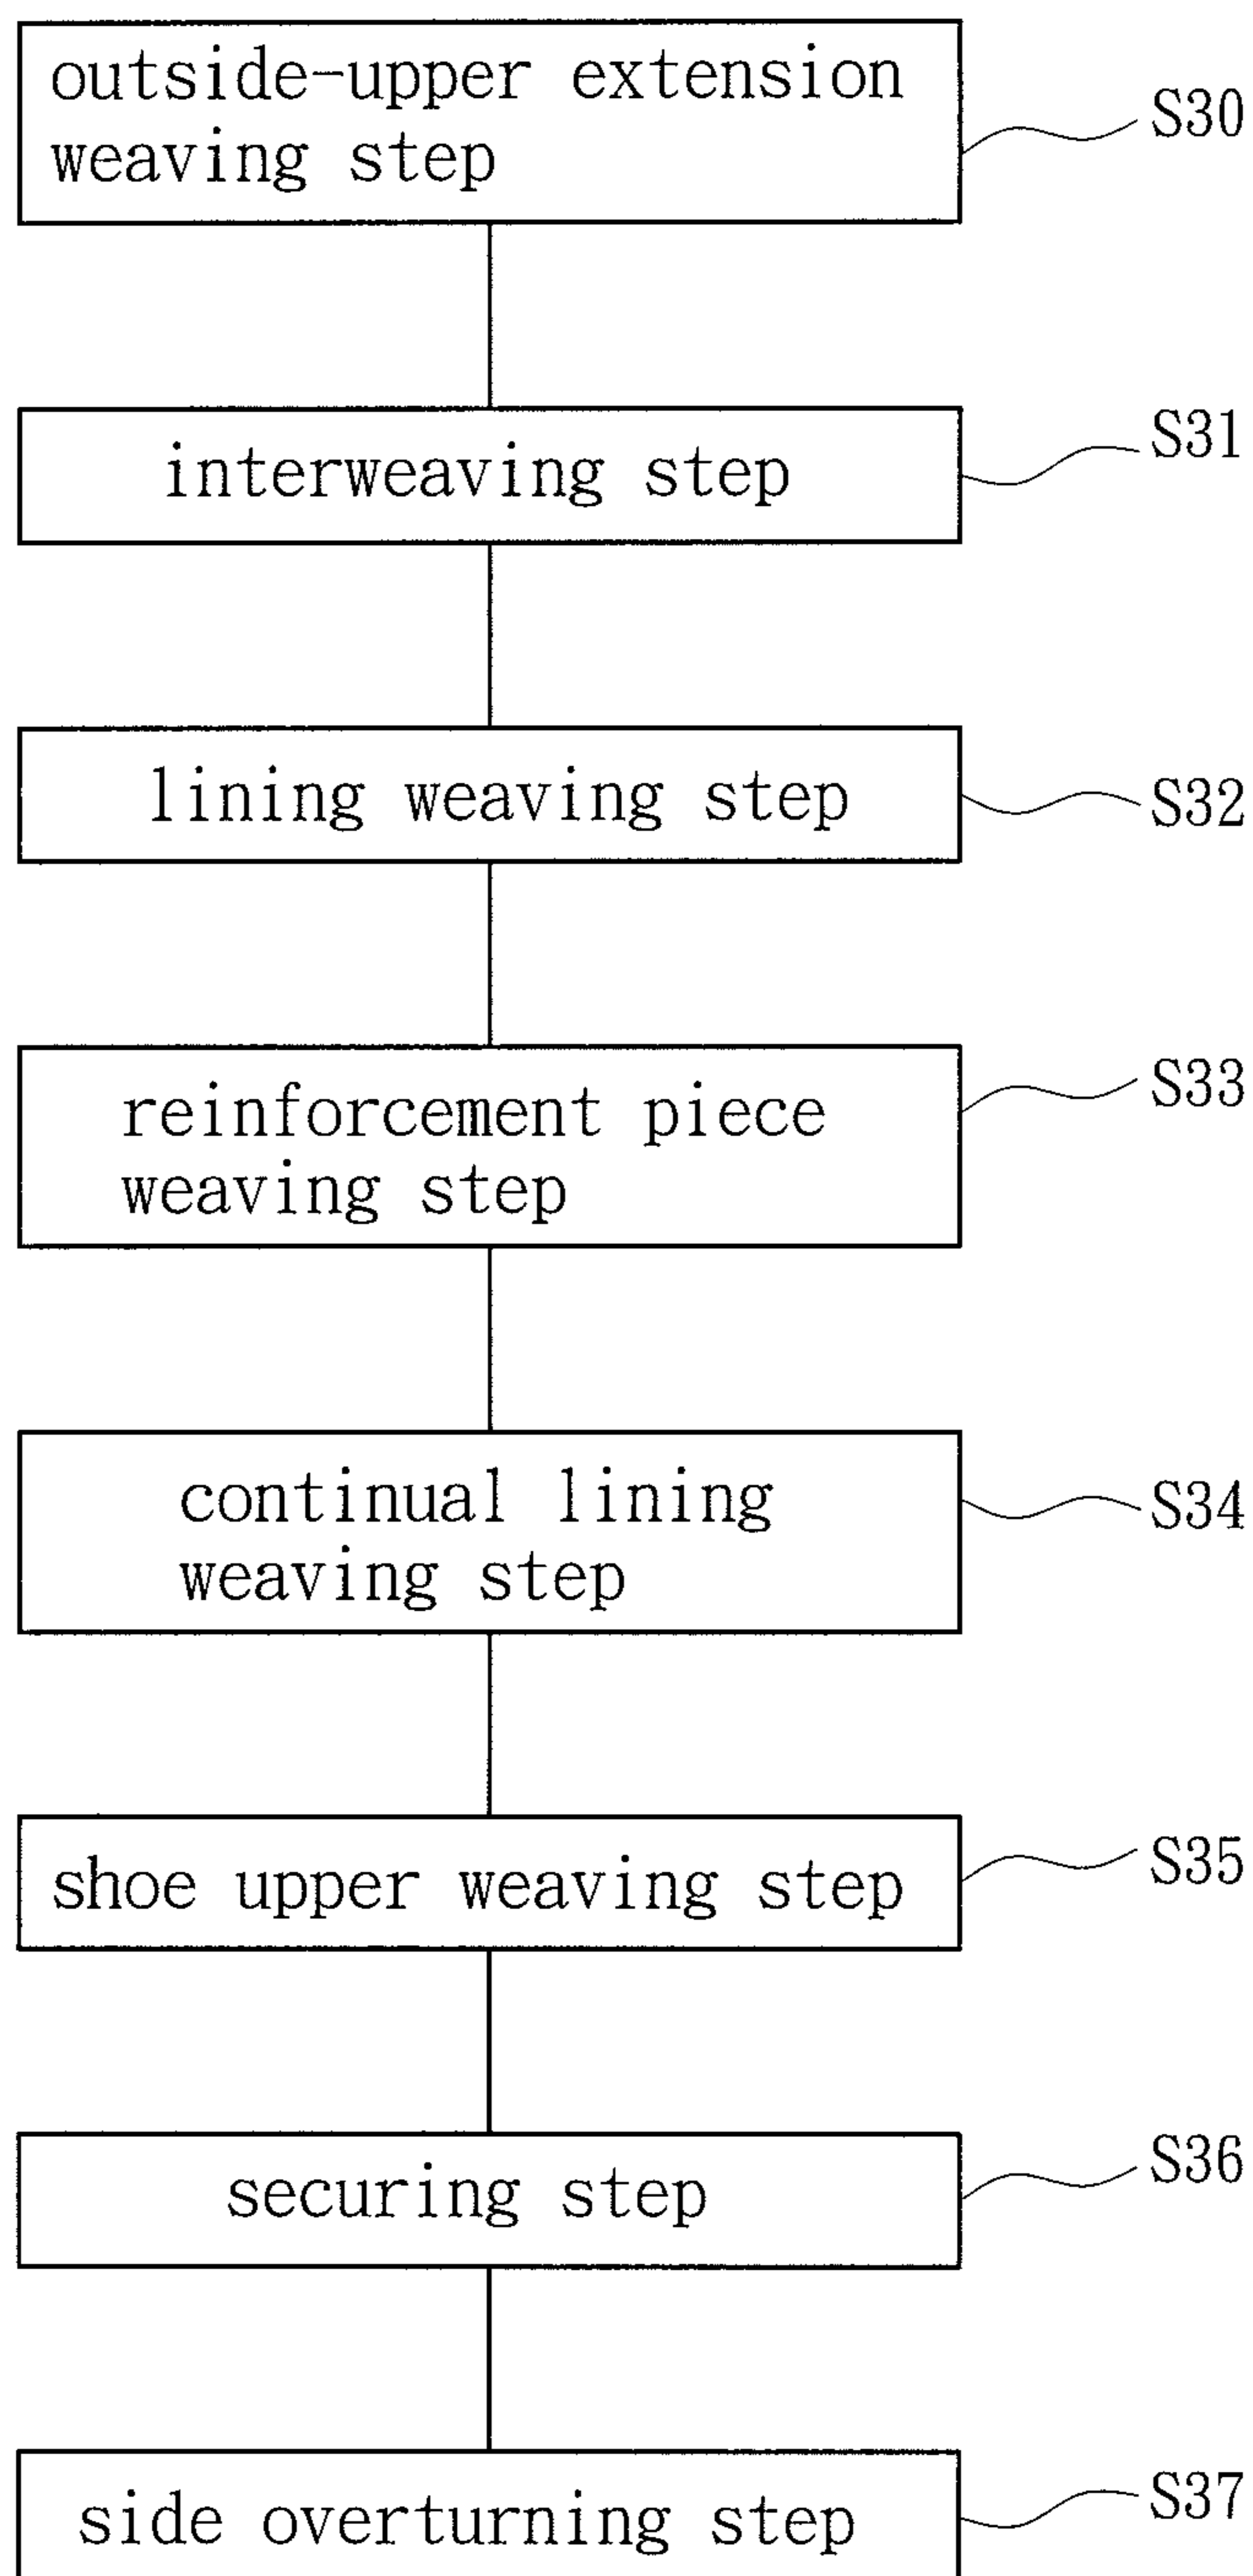 outside-upper extension
weaving step
S30
interweaving step
S31
lining weaving step
S32
reinforcement piece
weaving step
S33
continual lining
weaving step
S34
shoe upper weaving step
S35
securing step
S36
side overturning step
S37